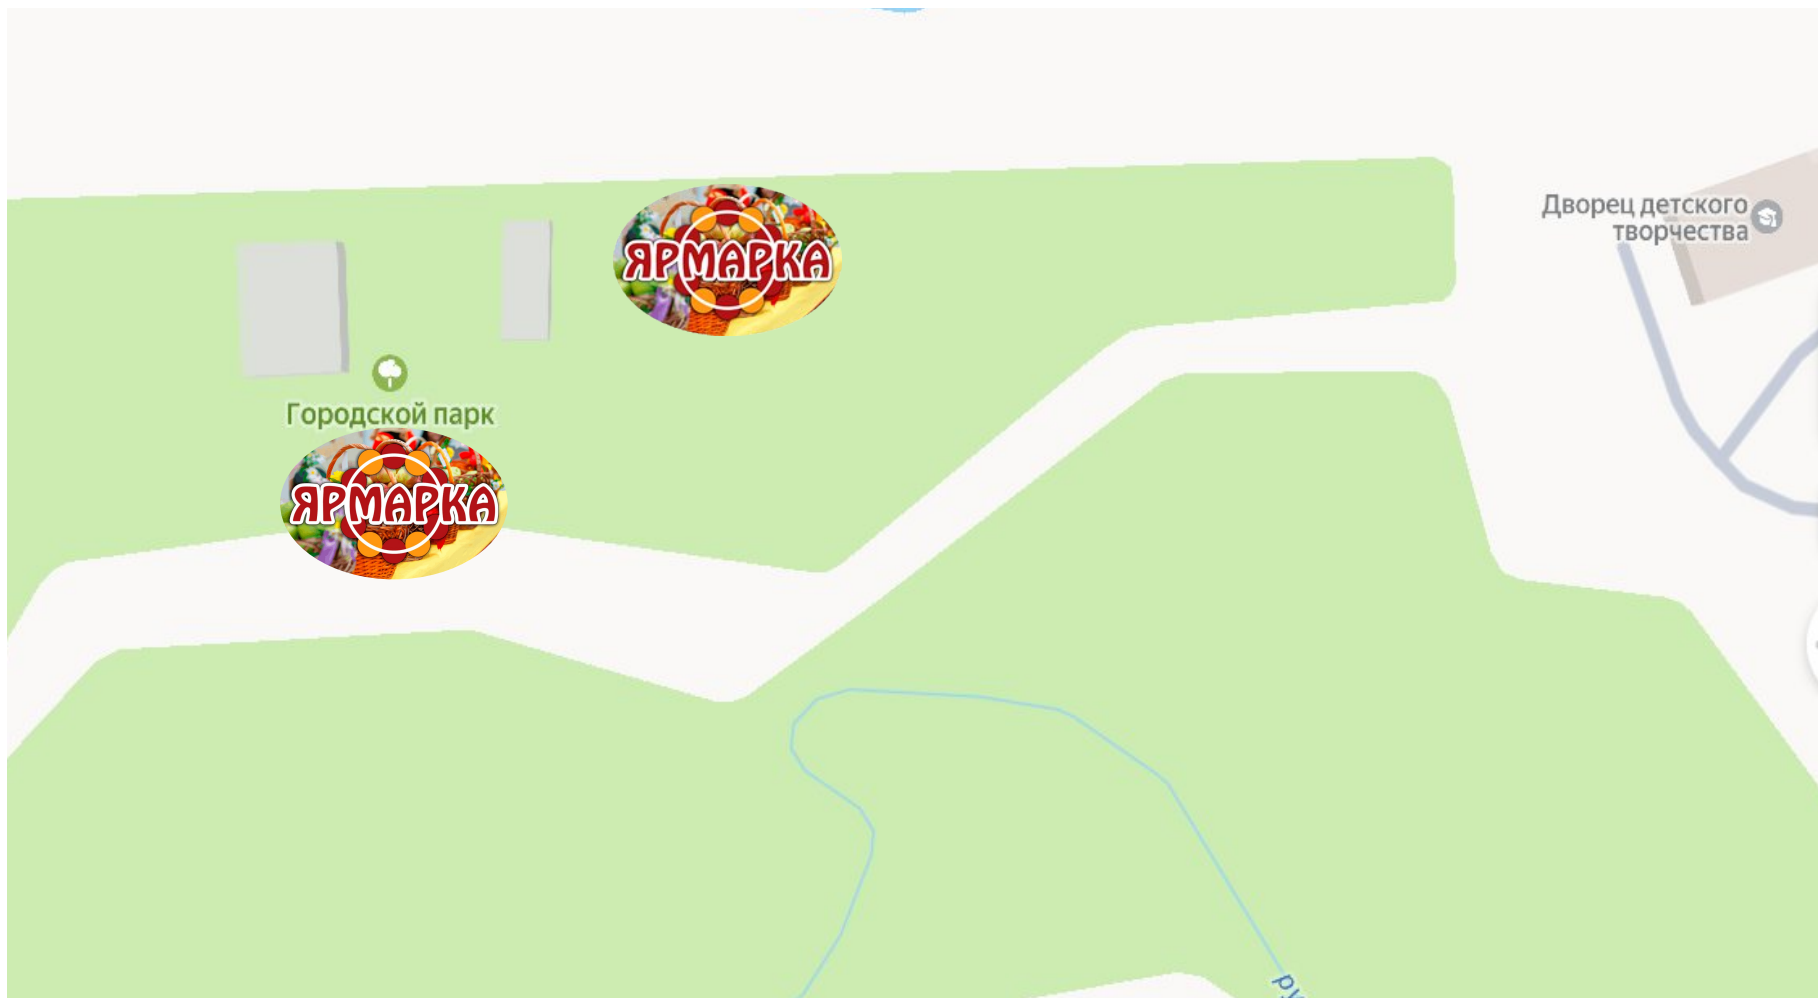 Дворец детского
творчества
ЯРМАРКА
Городской парк
ЯРМАРКА